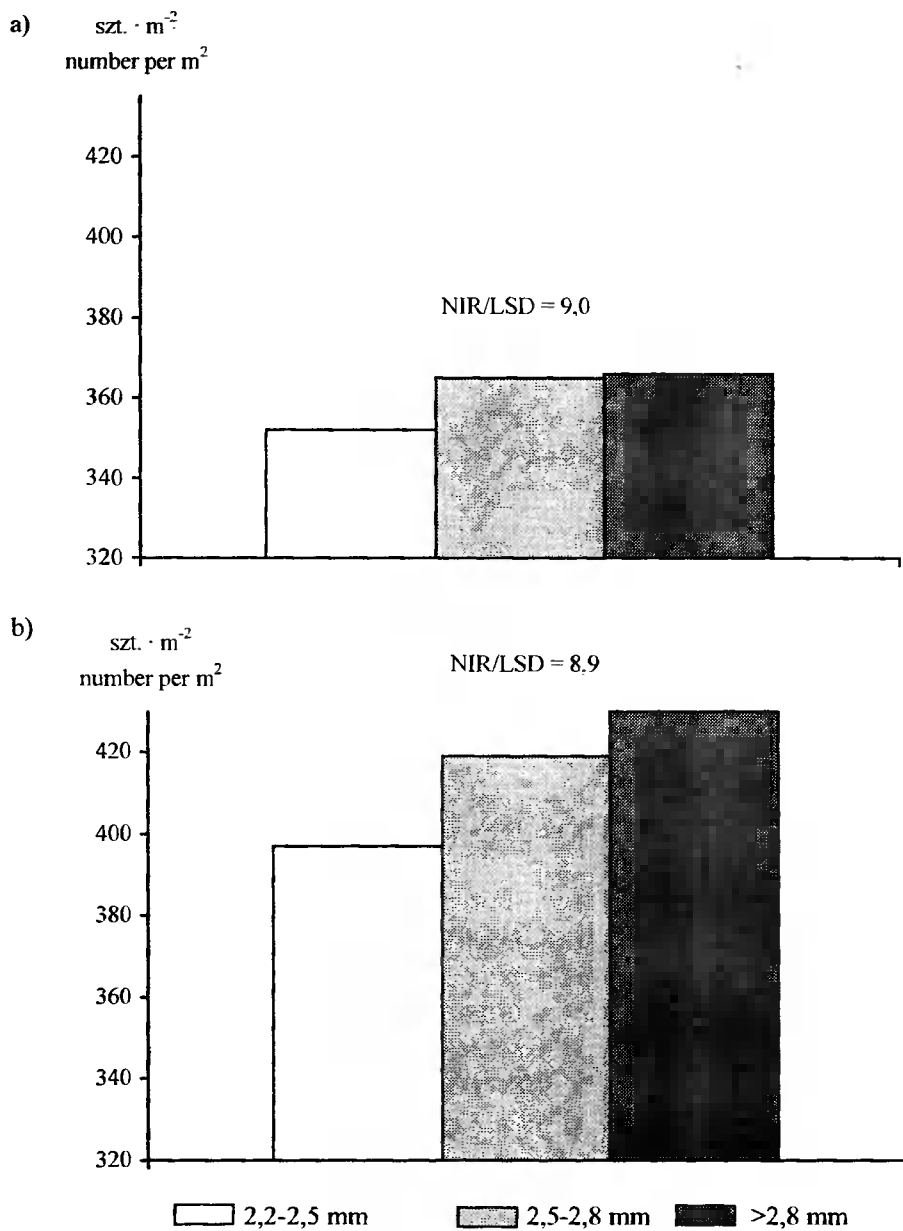 a)
szt. · m⁻²
number per m²
420
400
380
360
340
320
NIR/LSD = 9,0
b)
szt. · m⁻²
number per m²
420
400
380
360
340
320
NIR/LSD = 8,9
2,2-2,5 mm 2,5-2,8 mm >2,8 mm